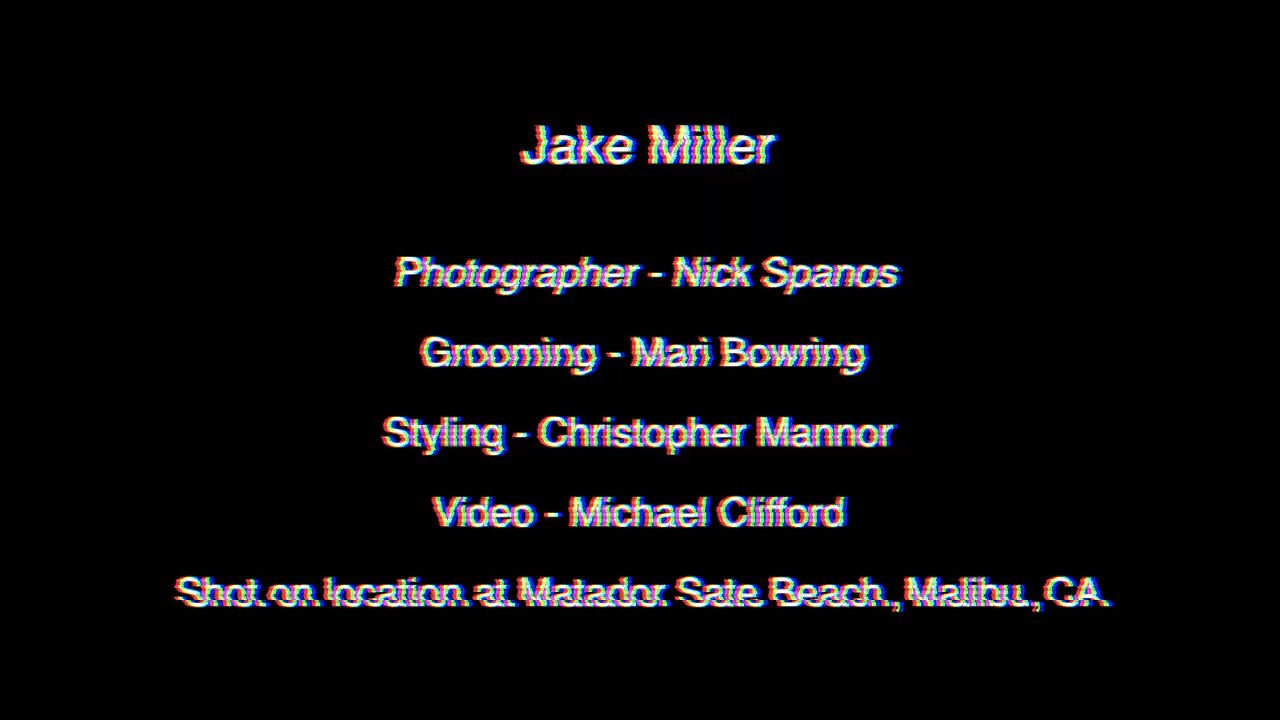 Jake Miller
Photographer - Nick Spanos
Grooming - Mari Bowring
Styling - Christopher Mannor
Video - Michael Clifford
Shot on location at Matador Sate Beach, Malibu, CA